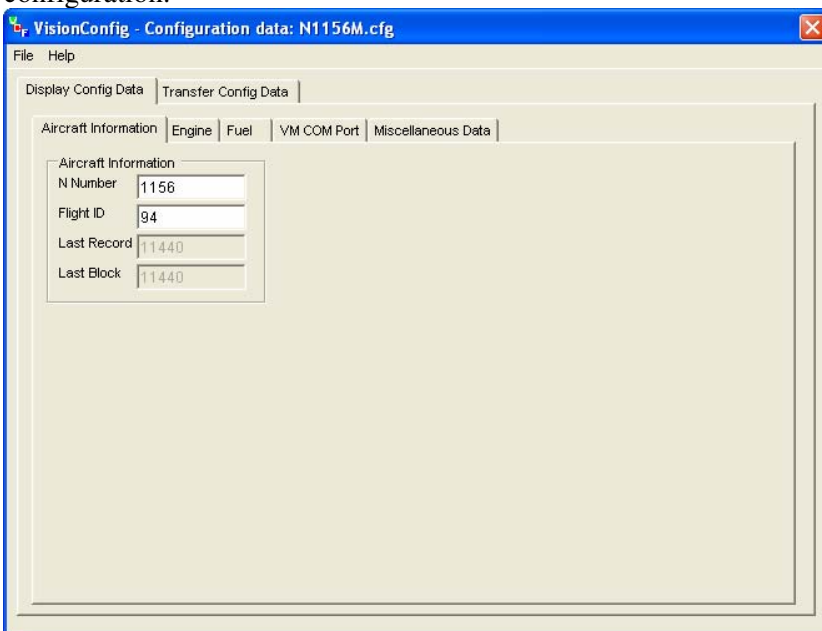 configuration.
VisionConfig - Configuration data: N1156M.cfg
File Help
Display Config Data Transfer Config Data
Aircraft Information Engine Fuel VM COM Port Miscellaneous Data
Aircraft Information
N Number 1156
Flight ID 94
Last Record 11440
Last Block 11440